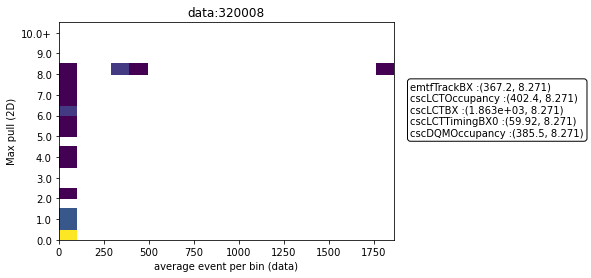 data:320008
Max pull (2D)
10.0+
9.0
8.0
7.0
6.0
5.0
4.0
3.0
2.0
1.0
0.0
0 250 500 750 1000 1250 1500 1750
average event per bin (data)
emtfTrackBX :(367.2, 8.271)
cscLCTOccupancy :(402.4, 8.271)
cscLCTBX :(1.863e+03, 8.271)
cscLCTTimingBX0 :(59.92, 8.271)
cscDQMOccupancy :(385.5, 8.271)